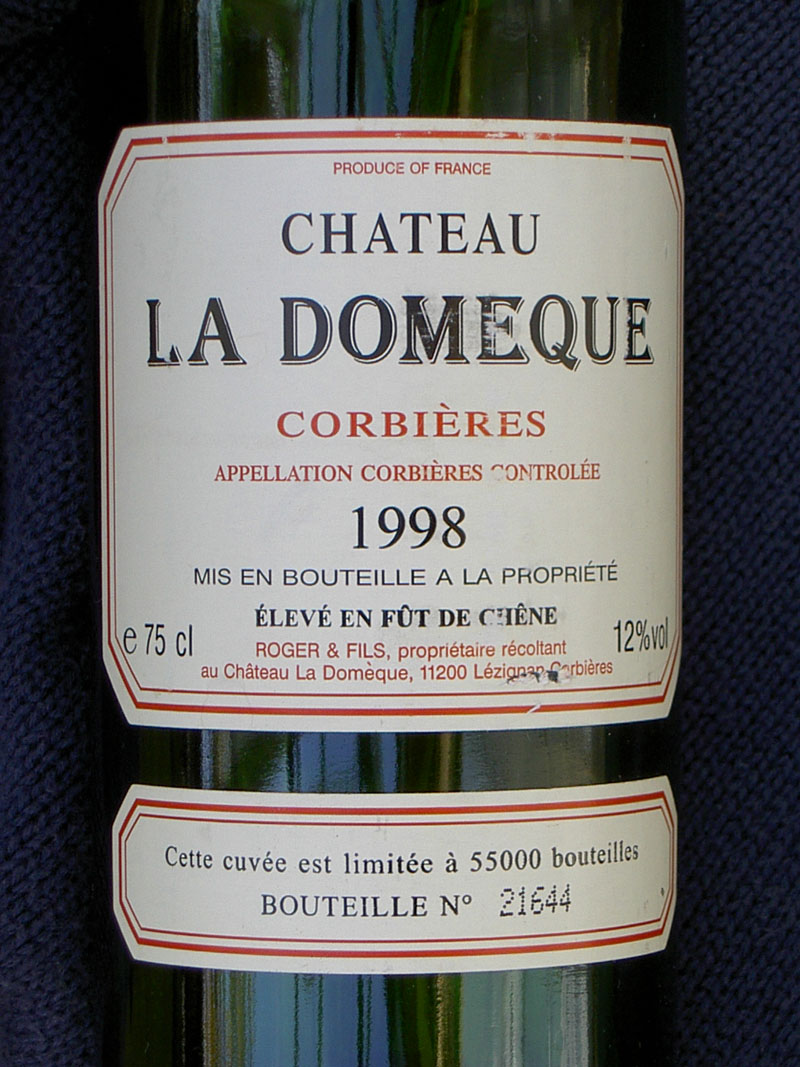 PRODUCE OF FRANCE
CHATEAU
LA DOMEQUE
CORBIÈRES
APPELLATION CORBIÈRES CONTROLÉE
1998
MIS EN BOUTEILLE A LA PROPRIÉTÉ
ÉLEVÉ EN FÛT DE CHÊNE
e 75 cl
12%vol
ROGER & FILS, propriétaire récoltant
au Château La Domèque, 11200 Lézignan Corbières
Cette cuvée est limitée à 55000 bouteilles
BOUTEILLE Nº 21644